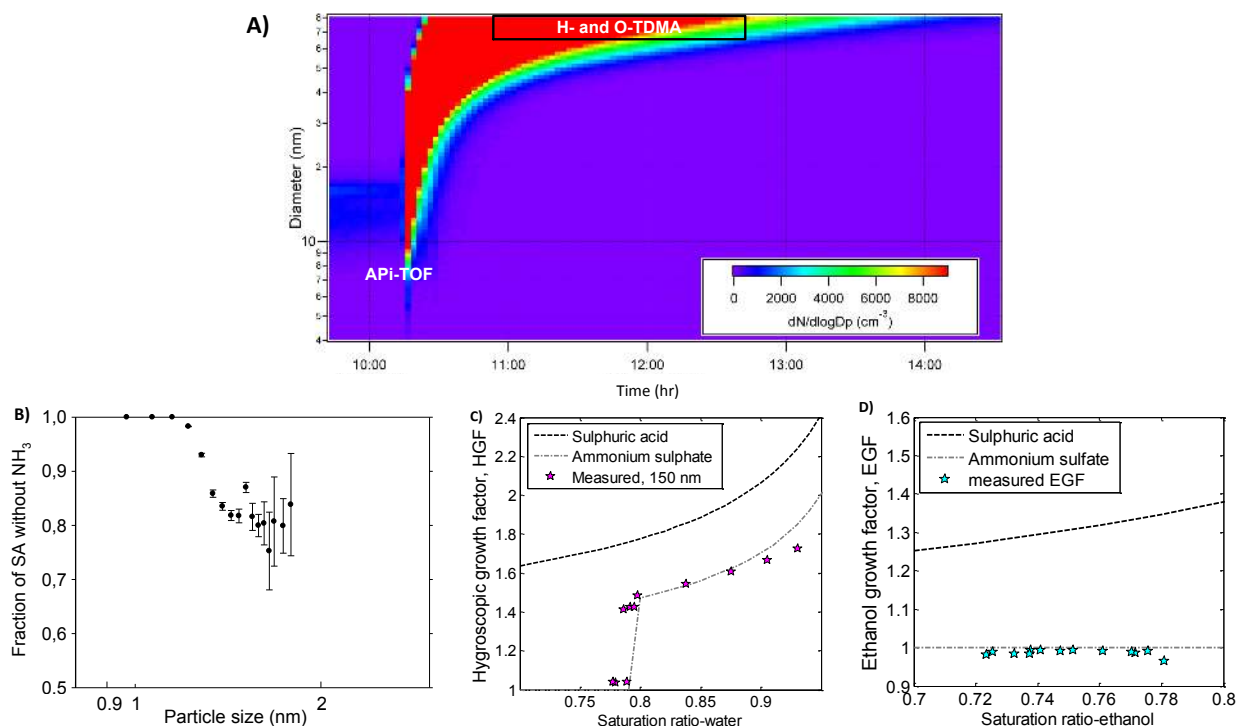 A)
8
7
6
5
4
3
2
10
9
8
7
6
5
4
Diameter (nm)
H- and O-TDMA
APi-TOF
0 2000 4000 6000 8000
dN/dlogDp (cm-3)
10:00 11:00 12:00 13:00 14:00
Time (hr)
B)
1,0
0,9
0,8
0,7
0,6
0.5
Fraction of SA without NH3
0.9 1 2
Particle size (nm)
C)
2.4
2.2
2
1.8
1.6
1.4
1.2
1
Hygroscopic growth factor, HGF
Sulphuric acid
Ammonium sulphate
Measured, 150 nm
0.75 0.8 0.85 0.9
Saturation ratio-water
D)
1.6
1.5
1.4
1.3
1.2
1.1
1
0.9
Ethanol growth factor, EGF
Sulphuric acid
Ammonium sulfate
measured EGF
0.7 0.72 0.74 0.76 0.78 0.8
Saturation ratio-ethanol